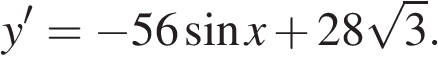 y′ = −56 sin x + 28√3.